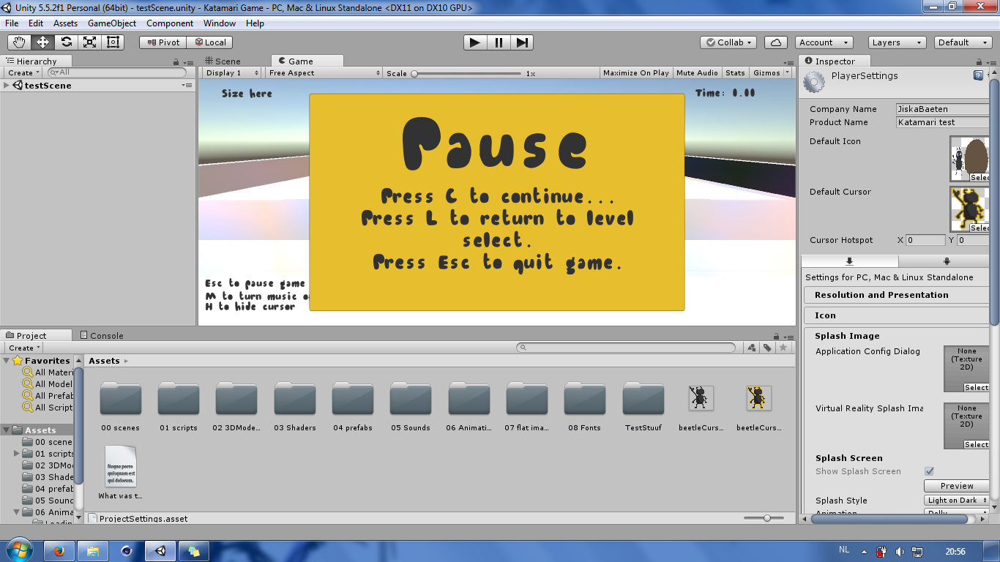 Unity 5.5.2f1 Personal (64bit) - testScene.unity - Katamari Game - PC, Mac & Linux Standalone <DX11 on DX10 GPU>
File Edit Assets GameObject Component Window Help
Pivot Local Collab Account Layers Default
Hierarchy
Create All
testScene
Scene Game
Display 1 Free Aspect Scale 1x Maximize On Play Mute Audio Stats Gizmos
Size here
Time: 0.00
Pause
Press C to continue...
Press L to return to level
select.
Press Esc to quit game.
Esc to pause game
M to turn music o
H to hide cursor
Inspector
PlayerSettings
Company Name JiskaBaeten
Product Name Katamari test
Default Icon
Selec
Default Cursor
Selec
Cursor Hotspot X 0 Y 0
Settings for PC, Mac & Linux Standalone
Resolution and Presentation
Icon
Splash Image
Application Config Dialog
None
(Texture
2D)
Select
Virtual Reality Splash Ima
None
(Texture
2D)
Select
Splash Screen
Show Splash Screen
Preview
Splash Style Light on Dark
Animation Dolly
Project Console
Create
Favorites
All Materi
All Model
All Prefab
All Script
Assets
00 scene
01 scripts
02 3DMo
03 Shade
04 prefab
05 Sound
06 Anima
Loading
Assets
00 scenes 01 scripts 02 3DMode... 03 Shaders 04 prefabs 05 Sounds 06 Animati... 07 flat ima... 08 Fonts TestStuuf beetleCurs... beetleCurs...
Neque porro
quisquam est
qui dolorem.
What was t...
ProjectSettings.asset
NL 20:56